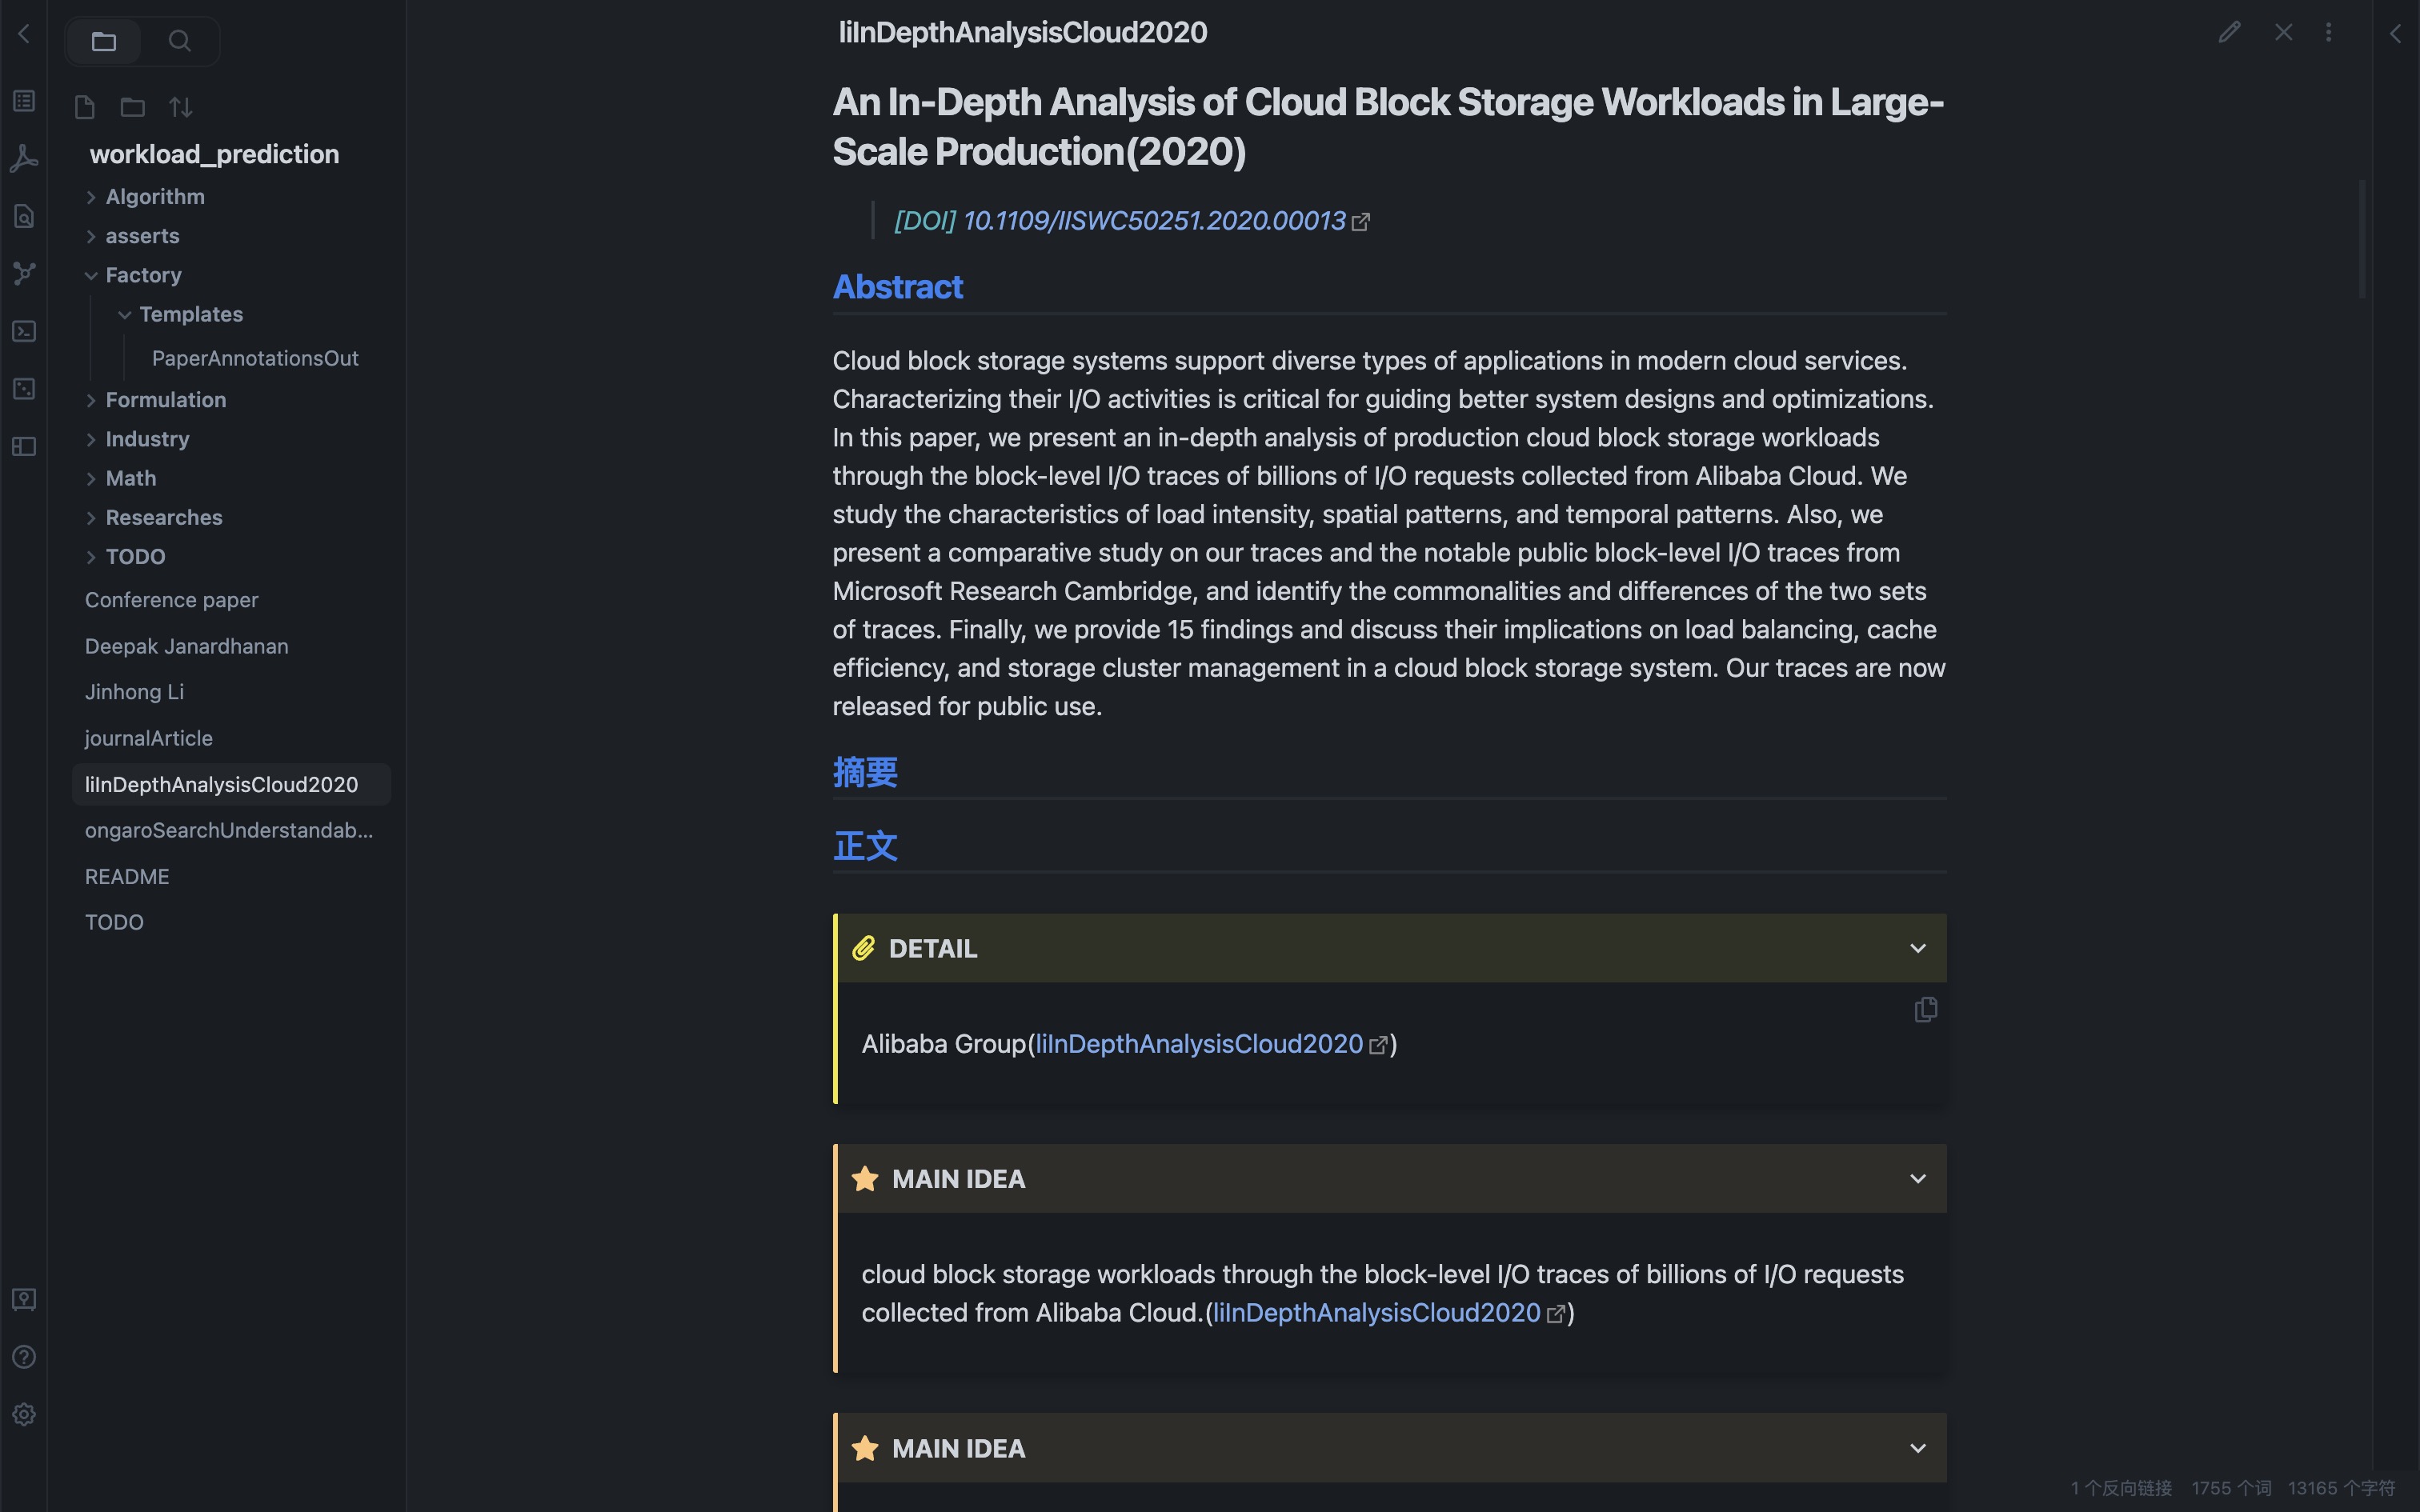 workload_prediction
Algorithm
asserts
Factory
Templates
PaperAnnotationsOut
Formulation
Industry
Math
Researches
TODO
Conference paper
Deepak Janardhanan
Jinhong Li
journalArticle
liInDepthAnalysisCloud2020
ongaroSearchUnderstandab...
README
TODO
liInDepthAnalysisCloud2020
An In-Depth Analysis of Cloud Block Storage Workloads in Large-
Scale Production(2020)
[DOI] 10.1109/IISWC50251.2020.00013
Abstract
Cloud block storage systems support diverse types of applications in modern cloud services.
Characterizing their I/O activities is critical for guiding better system designs and optimizations.
In this paper, we present an in-depth analysis of production cloud block storage workloads
through the block-level I/O traces of billions of I/O requests collected from Alibaba Cloud. We
study the characteristics of load intensity, spatial patterns, and temporal patterns. Also, we
present a comparative study on our traces and the notable public block-level I/O traces from
Microsoft Research Cambridge, and identify the commonalities and differences of the two sets
of traces. Finally, we provide 15 findings and discuss their implications on load balancing, cache
efficiency, and storage cluster management in a cloud block storage system. Our traces are now
released for public use.
摘要
正文
DETAIL
Alibaba Group(liInDepthAnalysisCloud2020)
MAIN IDEA
cloud block storage workloads through the block-level I/O traces of billions of I/O requests
collected from Alibaba Cloud.(liInDepthAnalysisCloud2020)
MAIN IDEA
1 个反向链接 1755 个词 13165 个字符